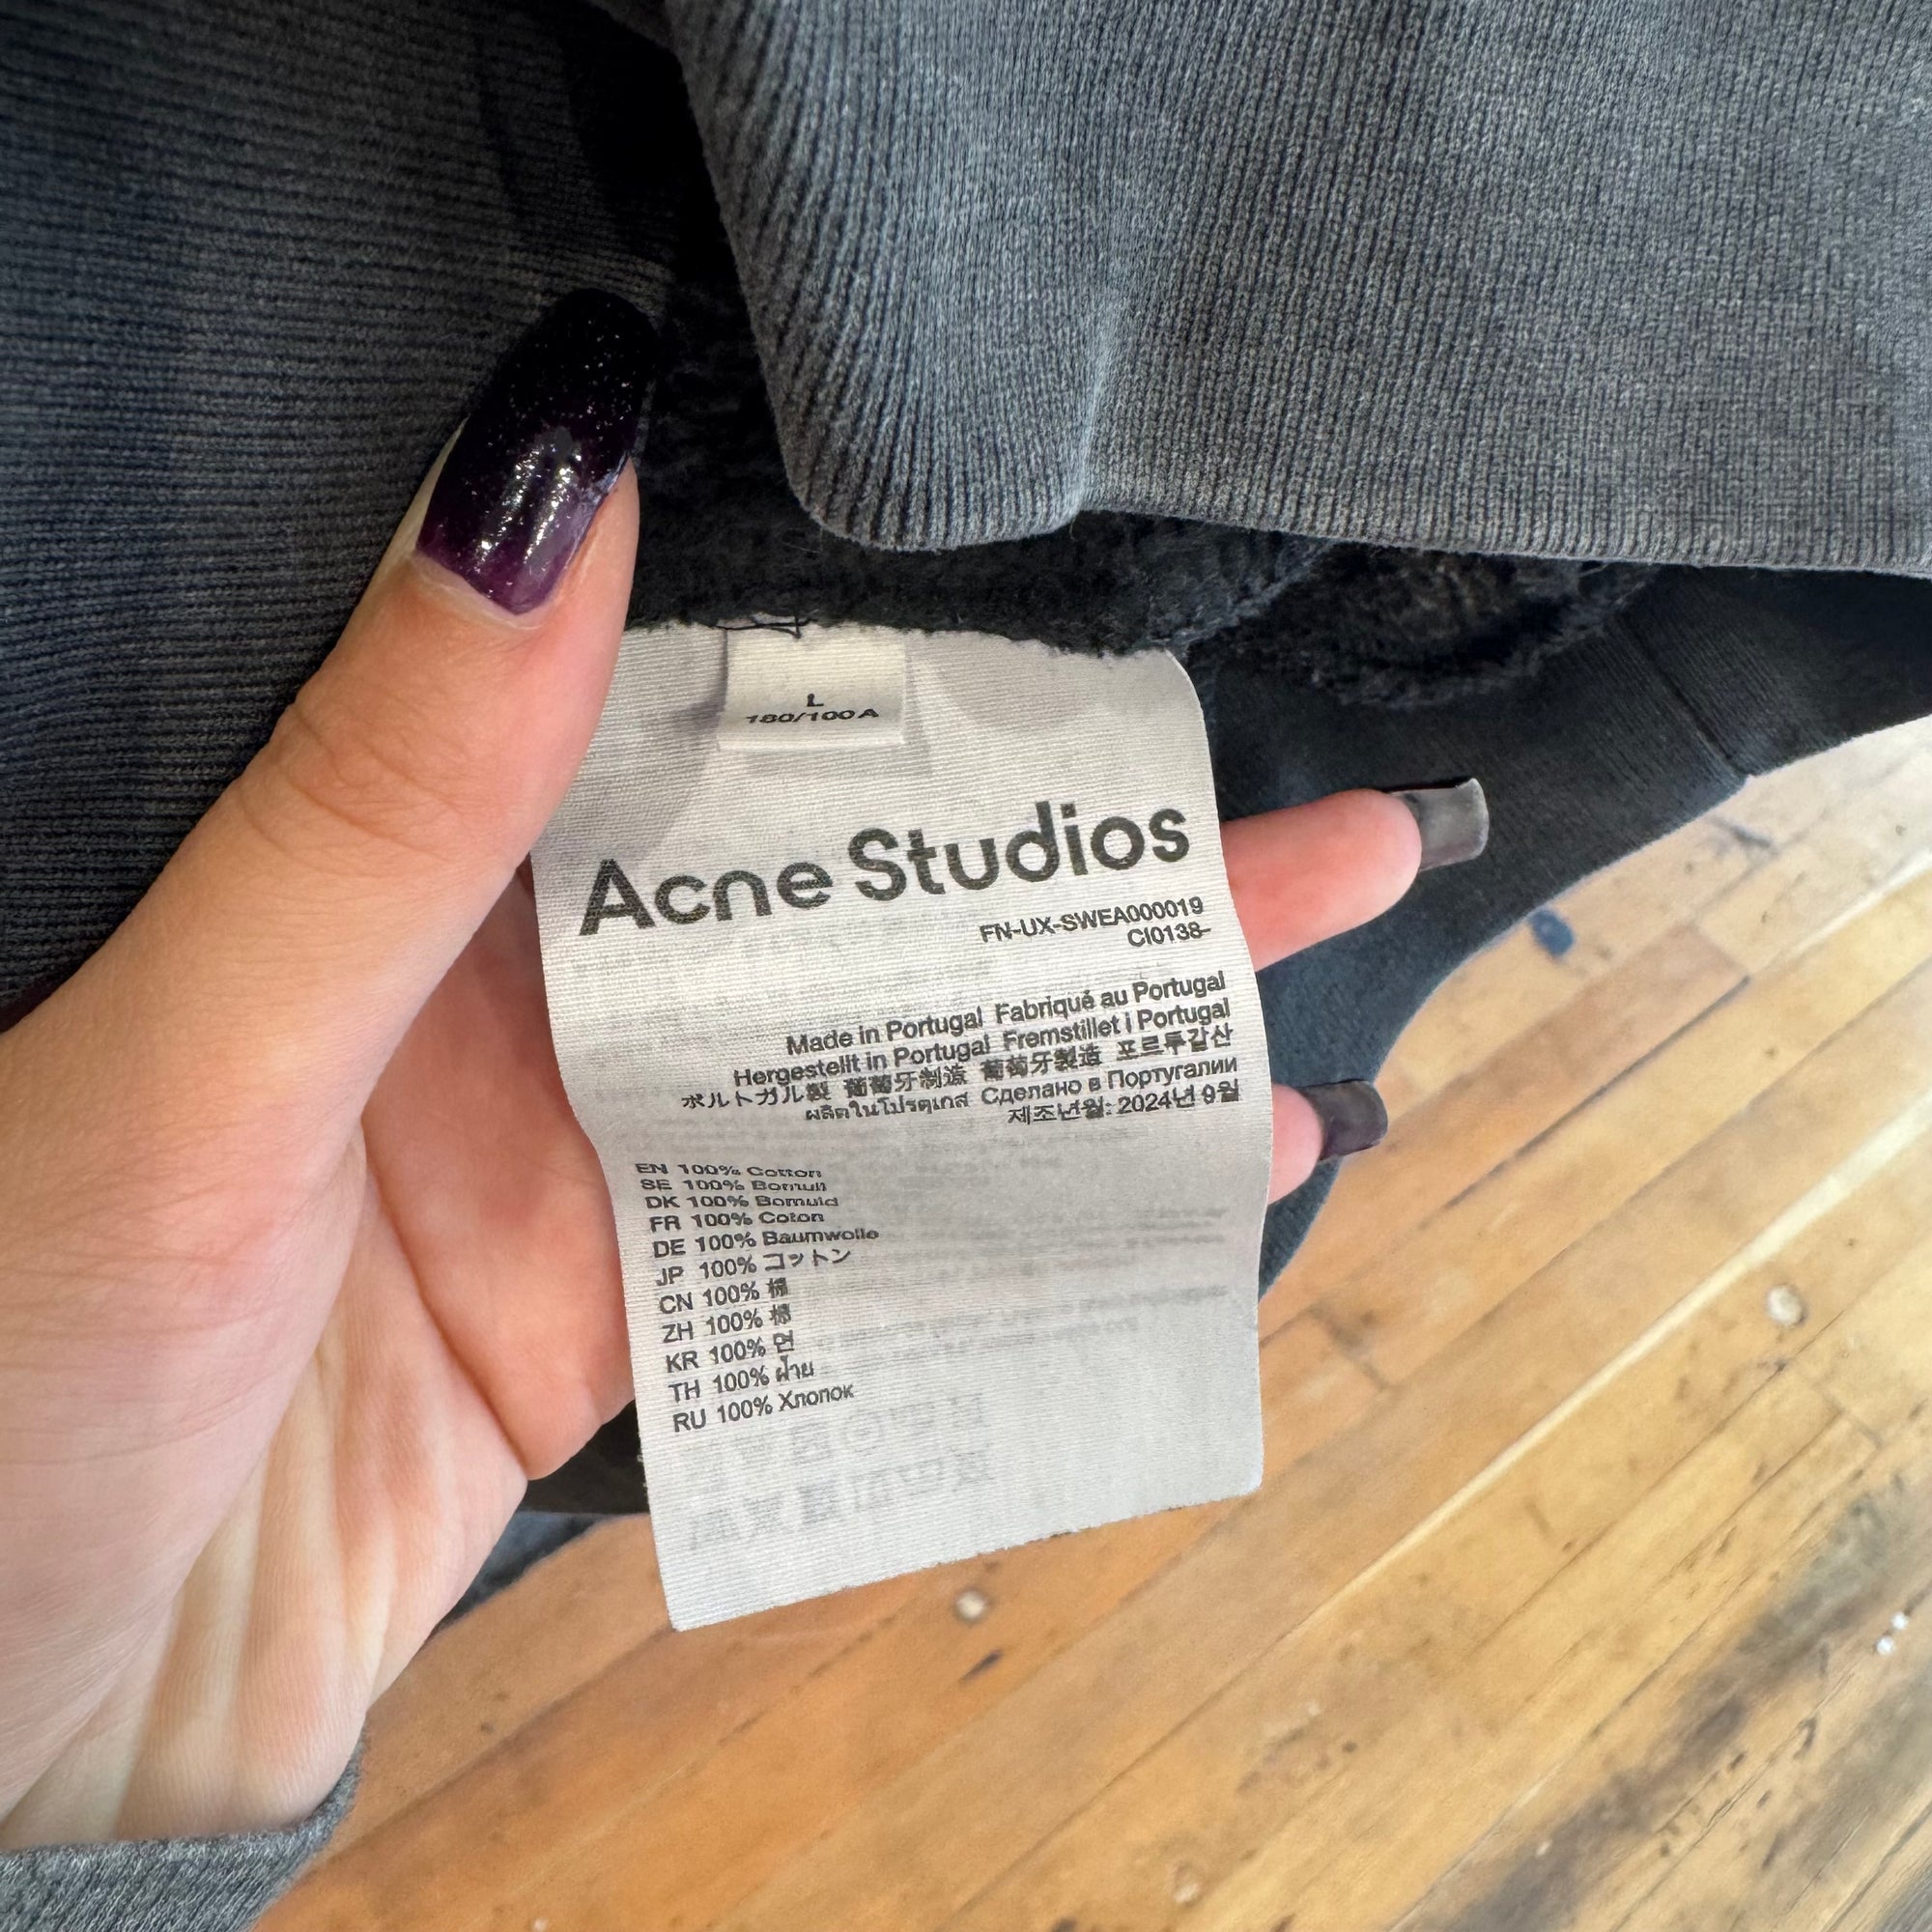 L
180/100A
Acne Studios
FN-UX-SWEA000019
CI0138-
Made in Portugal Fabriqué au Portugal
Hergestellt in Portugal Fremstillet i Portugal
ポルトガル製 葡萄牙制造 葡萄牙製造 포르투갈산
ผลิตในโปรตุเกส Сделано в Португалии
제조년월: 2024년 9월
EN 100% Cotton
SE 100% Bomull
DK 100% Bomuld
FR 100% Coton
DE 100% Baumwolle
JP 100% コットン
CN 100% 棉
ZH 100% 棉
KR 100% 면
TH 100% ฝ้าย
RU 100% Хлопок